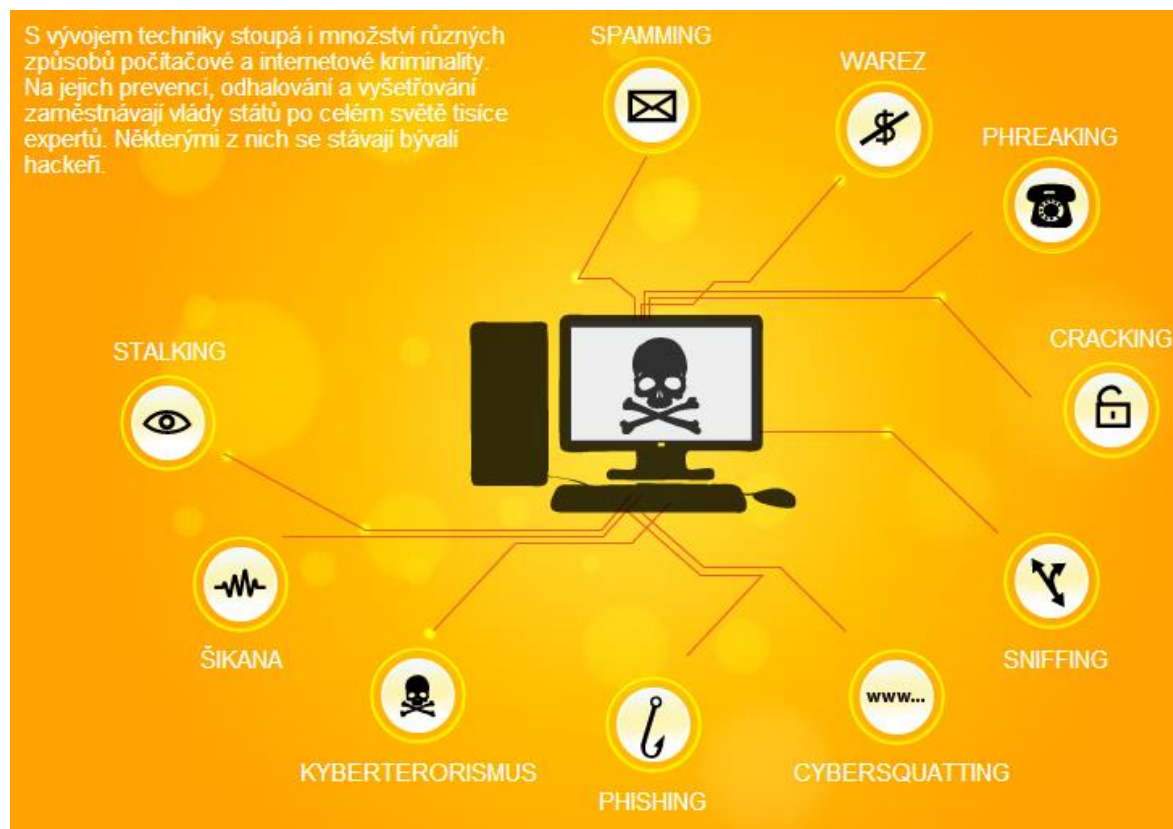 S vývojem techniky stoupá i množství různých
způsobů počítačové a internetové kriminality.
Na jejich prevenci, odhalování a vyšetřování
zaměstnávají vlády států po celém světě tisíce
expertů. Některými z nich se stávají bývalí
hackeři.
SPAMMING
WAREZ
$
PHREAKING
CRACKING
STALKING
SNIFFING
ŠIKANA
www...
KYBERTERORISMUS
CYBERSQUATTING
PHISHING